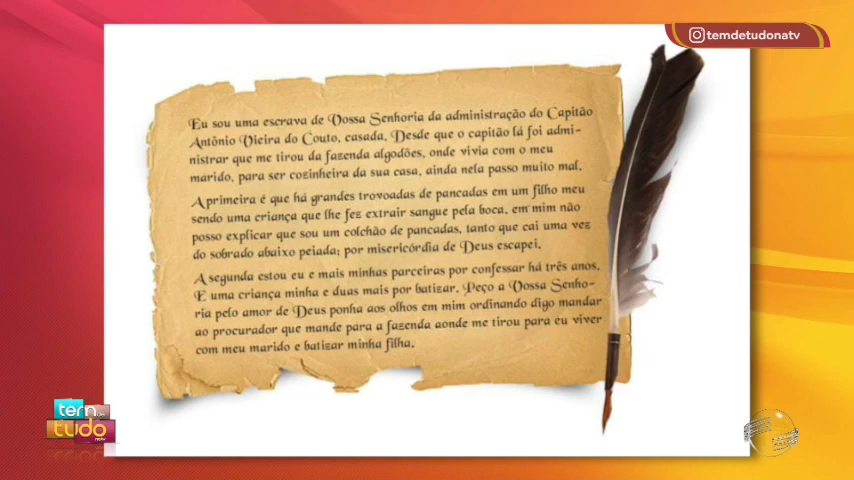 temdetudonatv
Eu sou uma escrava de Vossa Senhoria da administração do Capitão
Antônio Vieira do Couto, casada. Desde que o capitão lá foi admi-
nistrar que me tirou da fazenda algodões, onde vivia com o meu
marido, para ser cozinheira da sua casa, ainda nela passo muito mal.
A primeira é que há grandes trovoadas de pancadas em um filho meu
sendo uma criança que lhe fez extrair sangue pela boca, em mim não
posso explicar que sou um colchão de pancadas, tanto que cai uma vez
do sobrado abaixo peiada; por misericórdia de Deus escapei.
A segunda estou eu e mais minhas parceiras por confessar há três anos.
E uma criança minha e duas mais por batizar. Peço a Vossa Senho-
ria pelo amor de Deus ponha aos olhos em mim ordinando digo mandar
ao procurador que mande para a fazenda aonde me tirou para eu viver
com meu marido e batizar minha filha.
tem de
tudo